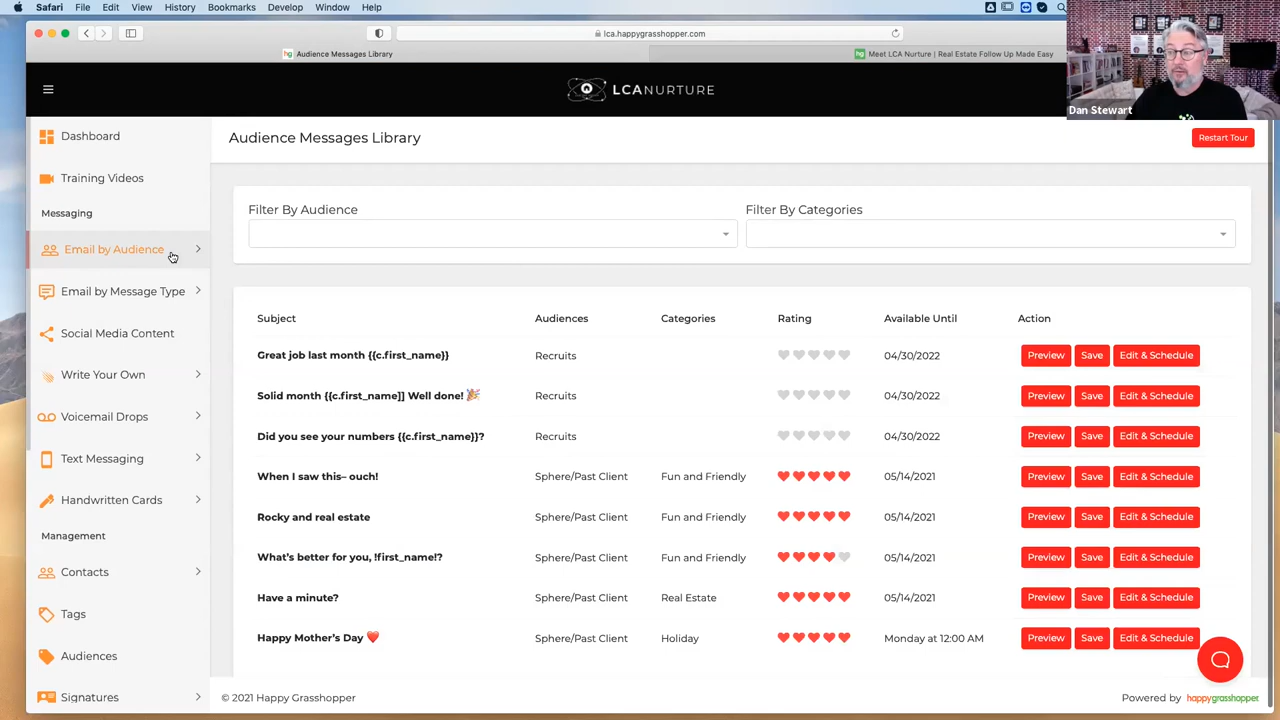 Safari File Edit View History Bookmarks Develop Window Help
lca.happygrasshopper.com
hg Audience Messages Library
hg Meet LCA Nurture | Real Estate Follow Up Made Easy
LCANURTURE
Dan Stewart
Dashboard
Training Videos
Messaging
Email by Audience
Email by Message Type
Social Media Content
Write Your Own
Voicemail Drops
Text Messaging
Handwritten Cards
Management
Contacts
Tags
Audiences
Signatures
Audience Messages Library
Restart Tour
Filter By Audience Filter By Categories
Subject Audiences Categories Rating Available Until Action
Great job last month {{c.first_name}} Recruits 04/30/2022 Preview Save Edit & Schedule
Solid month {{c.first_name]] Well done! 🎉 Recruits 04/30/2022 Preview Save Edit & Schedule
Did you see your numbers {{c.first_name}}? Recruits 04/30/2022 Preview Save Edit & Schedule
When I saw this– ouch! Sphere/Past Client Fun and Friendly 05/14/2021 Preview Save Edit & Schedule
Rocky and real estate Sphere/Past Client Fun and Friendly 05/14/2021 Preview Save Edit & Schedule
What's better for you, !first_name!? Sphere/Past Client Fun and Friendly 05/14/2021 Preview Save Edit & Schedule
Have a minute? Sphere/Past Client Real Estate 05/14/2021 Preview Save Edit & Schedule
Happy Mother's Day ❤️ Sphere/Past Client Holiday Monday at 12:00 AM Preview Save Edit & Schedule
© 2021 Happy Grasshopper
Powered by happygrasshopper